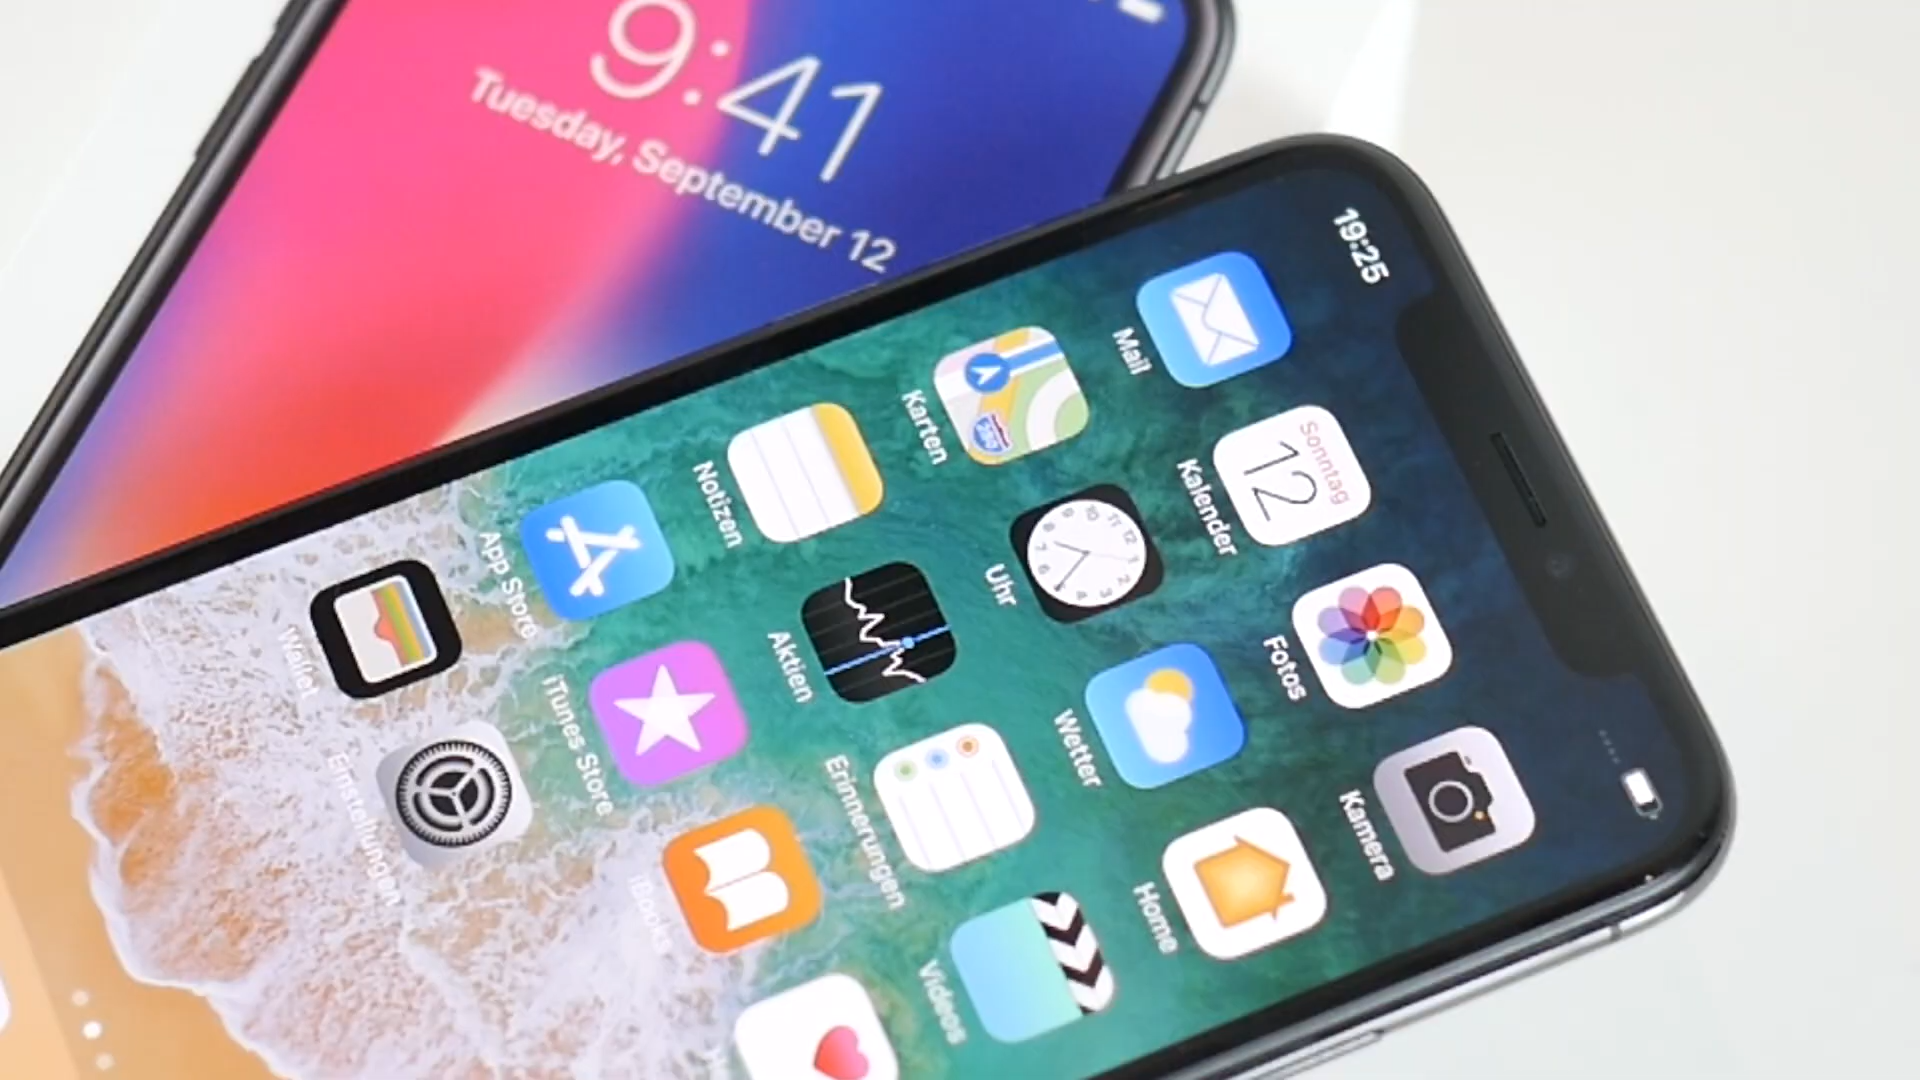 9:41
Tuesday, September 12
19:25
Mail
Sonntag
12
Kalender
Fotos
Kamera
Karten
280
Uhr
Wetter
Home
Notizen
Aktien
Erinnerungen
Videos
App Store
iTunes Store
iBooks
Wallet
Einstellungen